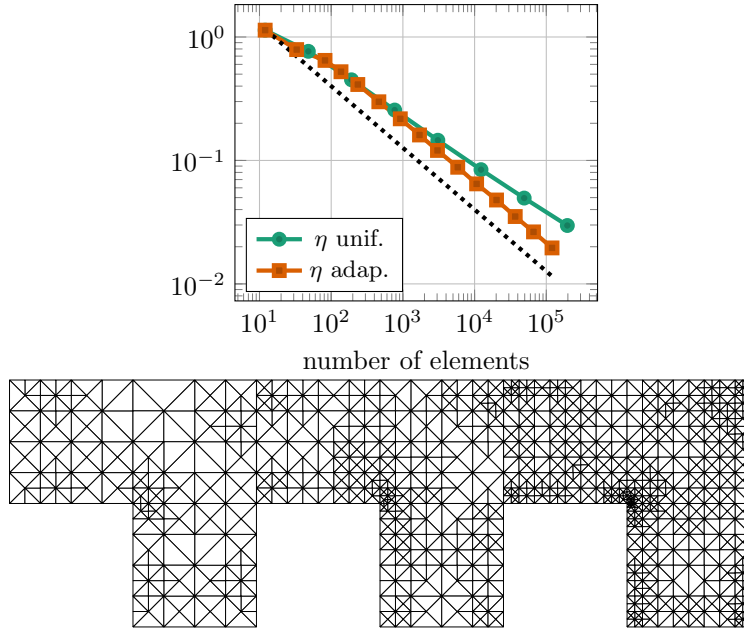 10^0
10^{-1}
10^{-2}
η unif.
η adap.
10^1 10^2 10^3 10^4 10^5
number of elements